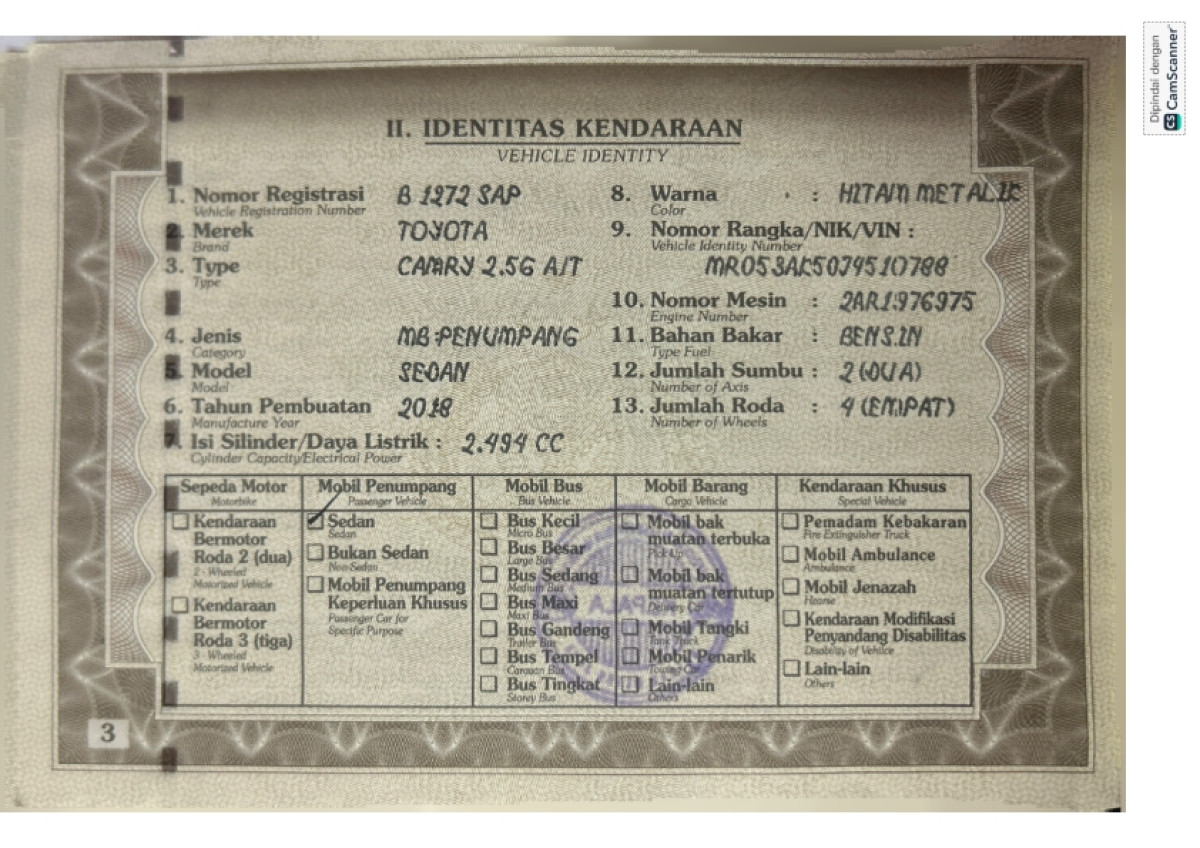 Dipindai dengan
CS CamScanner
II. IDENTITAS KENDARAAN
VEHICLE IDENTITY
1. Nomor Registrasi B 1272 SAP
Vehicle Registration Number
2. Merek TOYOTA
Brand
3. Type CAMRY 2.5G A/T
Type
4. Jenis MB.PENUMPANG
Category
5. Model SEDAN
Model
6. Tahun Pembuatan 2018
Manufacture Year
7. Isi Silinder/Daya Listrik : 2.494 CC
Cylinder Capacity/Electrical Power
8. Warna : HITAM METALIK
Color
9. Nomor Rangka/NIK/VIN :
Vehicle Identity Number
MR053AK5074510788
10. Nomor Mesin : 2AR1976975
Engine Number
11. Bahan Bakar : BENSIN
Type Fuel
12. Jumlah Sumbu : 2 (DUA)
Number of Axis
13. Jumlah Roda : 4 (EMPAT)
Number of Wheels
Sepeda Motor
Motorbike
Kendaraan
Bermotor
Roda 2 (dua)
2 - Wheeled
Motorized Vehicle
Kendaraan
Bermotor
Roda 3 (tiga)
3 - Wheeled
Motorized Vehicle
Mobil Penumpang
Passenger Vehicle
Sedan
Sedan
Bukan Sedan
Non-Sedan
Mobil Penumpang
Keperluan Khusus
Passenger Car for
Specific Purpose
Mobil Bus
Bus Vehicle
Bus Kecil
Micro Bus
Bus Besar
Large Bus
Bus Sedang
Medium Bus
Bus Maxi
Maxi Bus
Bus Gandeng
Trailer Bus
Bus Tempel
Caravan Bus
Bus Tingkat
Storey Bus
Mobil Barang
Cargo Vehicle
Mobil bak
muatan terbuka
Pick Up
Mobil bak
muatan tertutup
Delivery Car
Mobil Tangki
Tank Truck
Mobil Penarik
Towing Car
Lain-lain
Others
Kendaraan Khusus
Special Vehicle
Pemadam Kebakaran
Fire Extinguisher Truck
Mobil Ambulance
Ambulance
Mobil Jenazah
Hearse
Kendaraan Modifikasi
Penyandang Disabilitas
Disability of Vehilce
Lain-lain
Others
3